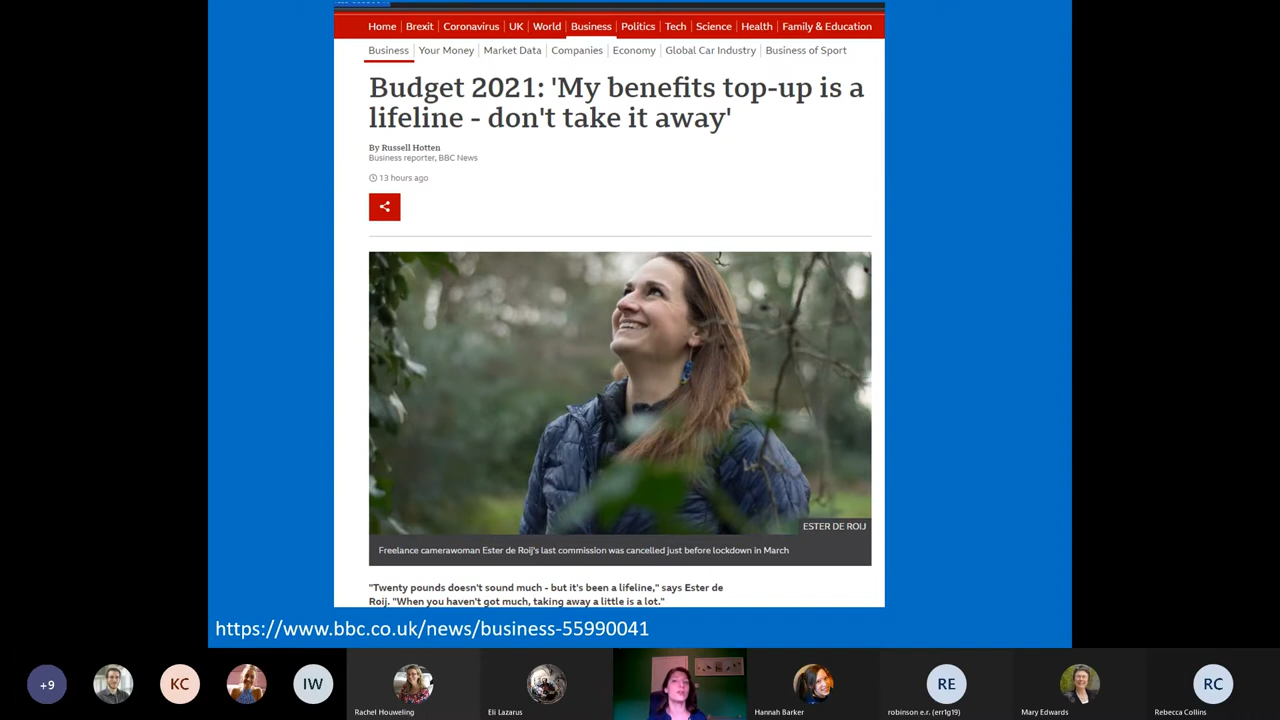 Home Brexit Coronavirus UK World Business Politics Tech Science Health Family & Education
Business Your Money Market Data Companies Economy Global Car Industry Business of Sport
Budget 2021: 'My benefits top-up is a
lifeline - don't take it away'
By Russell Hotten
Business reporter, BBC News
13 hours ago
ESTER DE ROIJ
Freelance camerawoman Ester de Roij's last commission was cancelled just before lockdown in March
"Twenty pounds doesn't sound much - but it's been a lifeline," says Ester de
Roij. "When you haven't got much, taking away a little is a lot."
https://www.bbc.co.uk/news/business-55990041
+9 KC IW RE RC
Rachel Houweling Eli Lazarus Hannah Barker robinson e.r. (err1g19) Mary Edwards Rebecca Collins